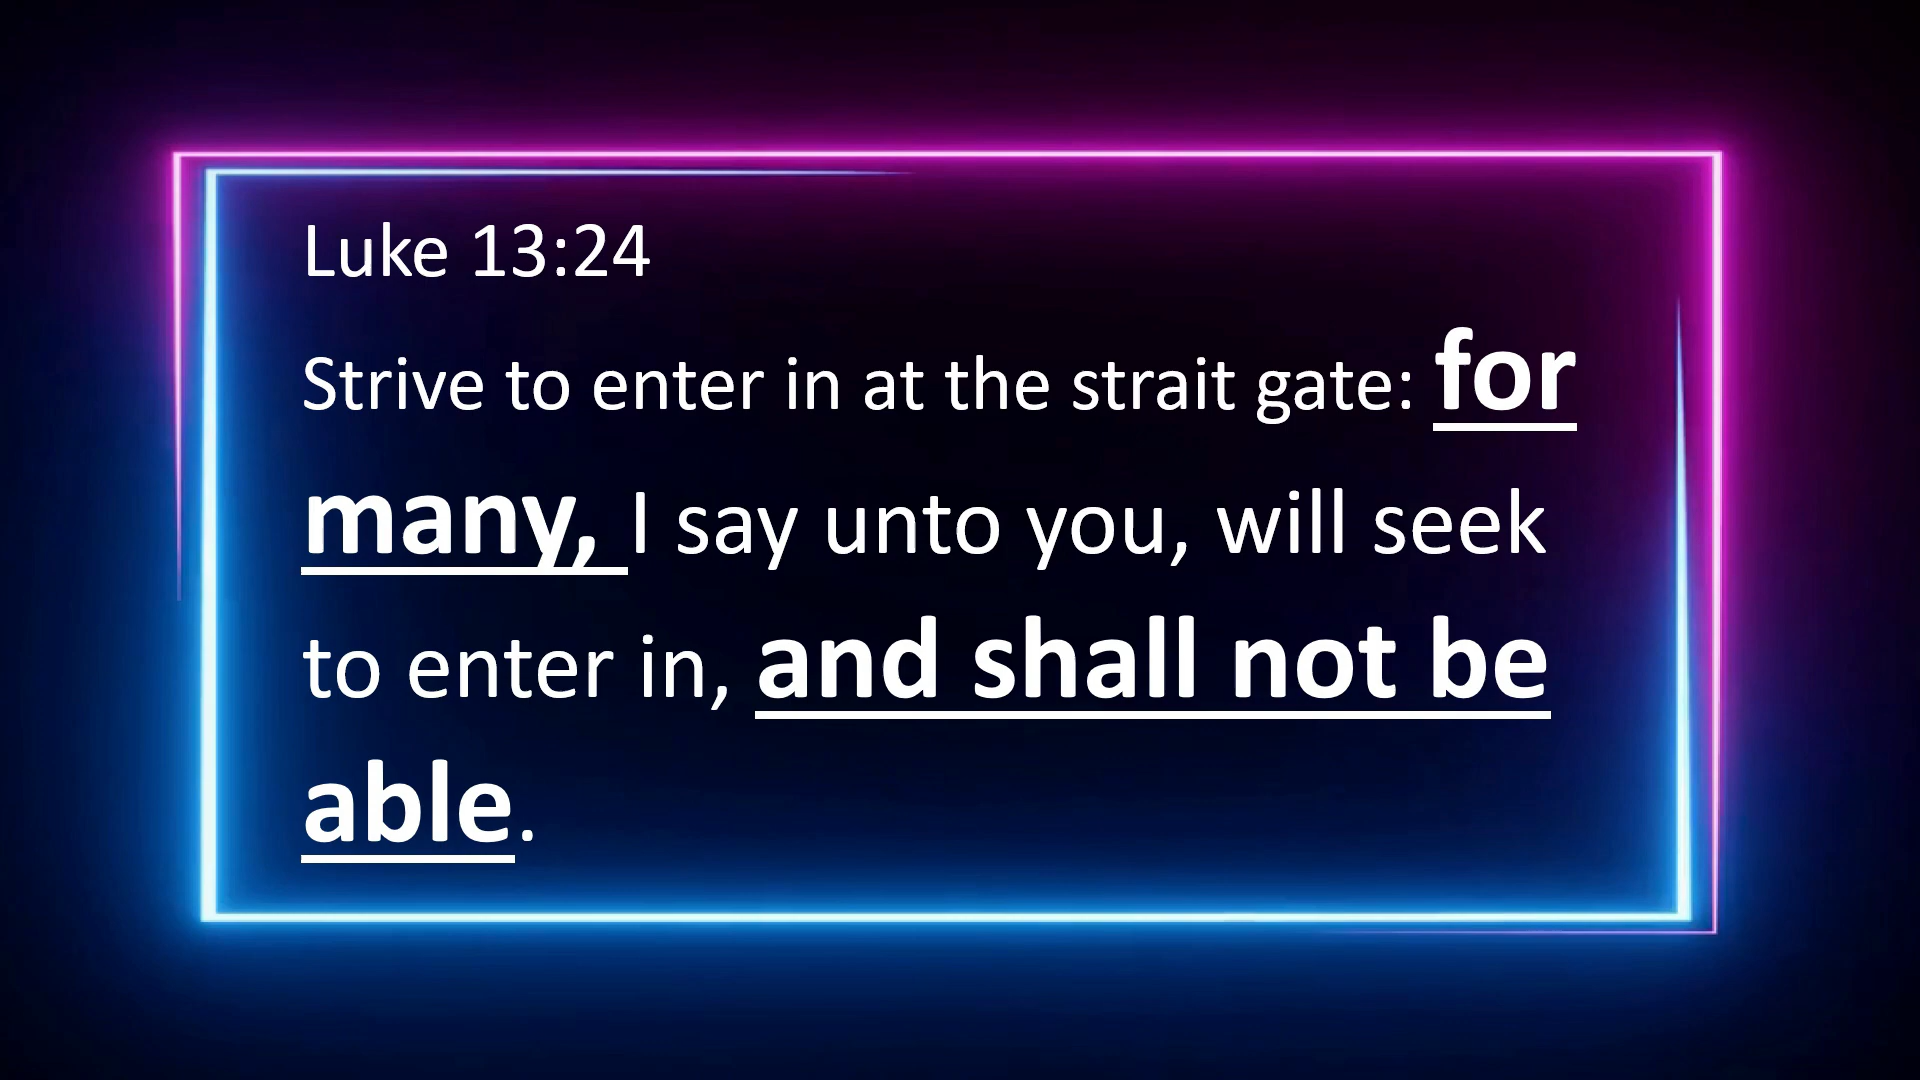 Luke 13:24
Strive to enter in at the strait gate: for
many, I say unto you, will seek
to enter in, and shall not be
able.